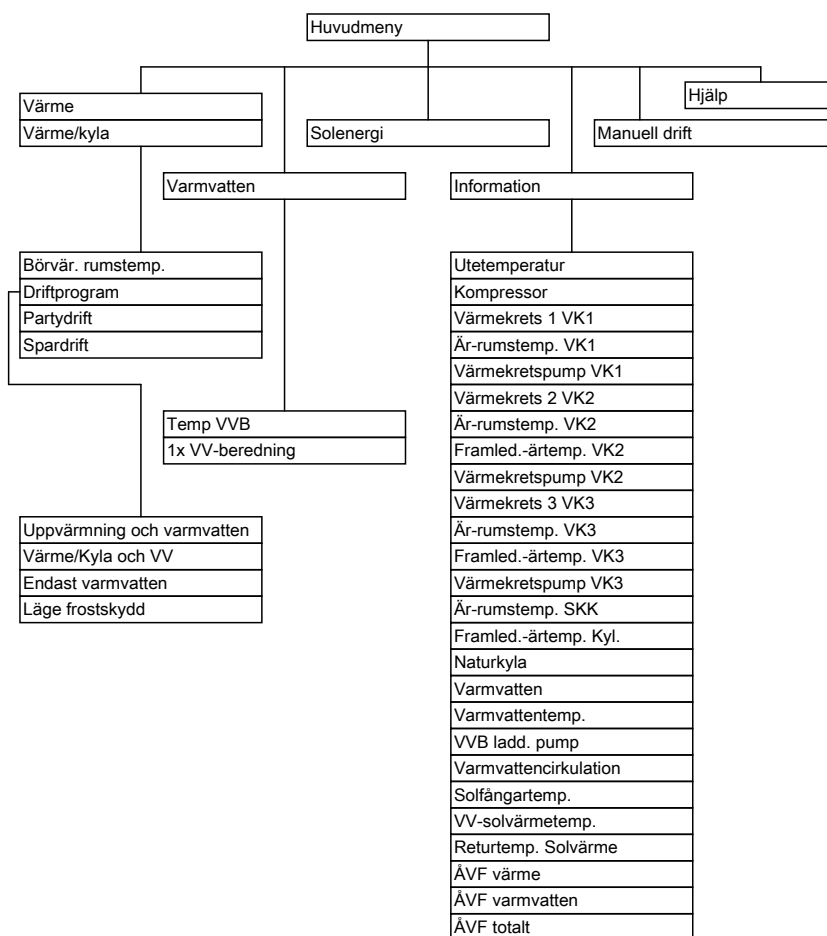 Huvudmeny
Värme
Värme/kyla
Solenergi
Hjälp
Manuell drift
Varmvatten
Information
Börvär. rumstemp.
Driftprogram
Partydrift
Spardrift
Temp VVB
1x VV-beredning
Uppvärmning och varmvatten
Värme/Kyla och VV
Endast varmvatten
Läge frostskydd
Utetemperatur
Kompressor
Värmekrets 1 VK1
Är-rumstemp. VK1
Värmekretspump VK1
Värmekrets 2 VK2
Är-rumstemp. VK2
Framled.-ärtemp. VK2
Värmekretspump VK2
Värmekrets 3 VK3
Är-rumstemp. VK3
Framled.-ärtemp. VK3
Värmekretspump VK3
Är-rumstemp. SKK
Framled.-ärtemp. Kyl.
Naturkyla
Varmvatten
Varmvattentemp.
VVB ladd. pump
Varmvattencirkulation
Solfångartemp.
VV-solvärmetemp.
Returtemp. Solvärme
ÅVF värme
ÅVF varmvatten
ÅVF totalt